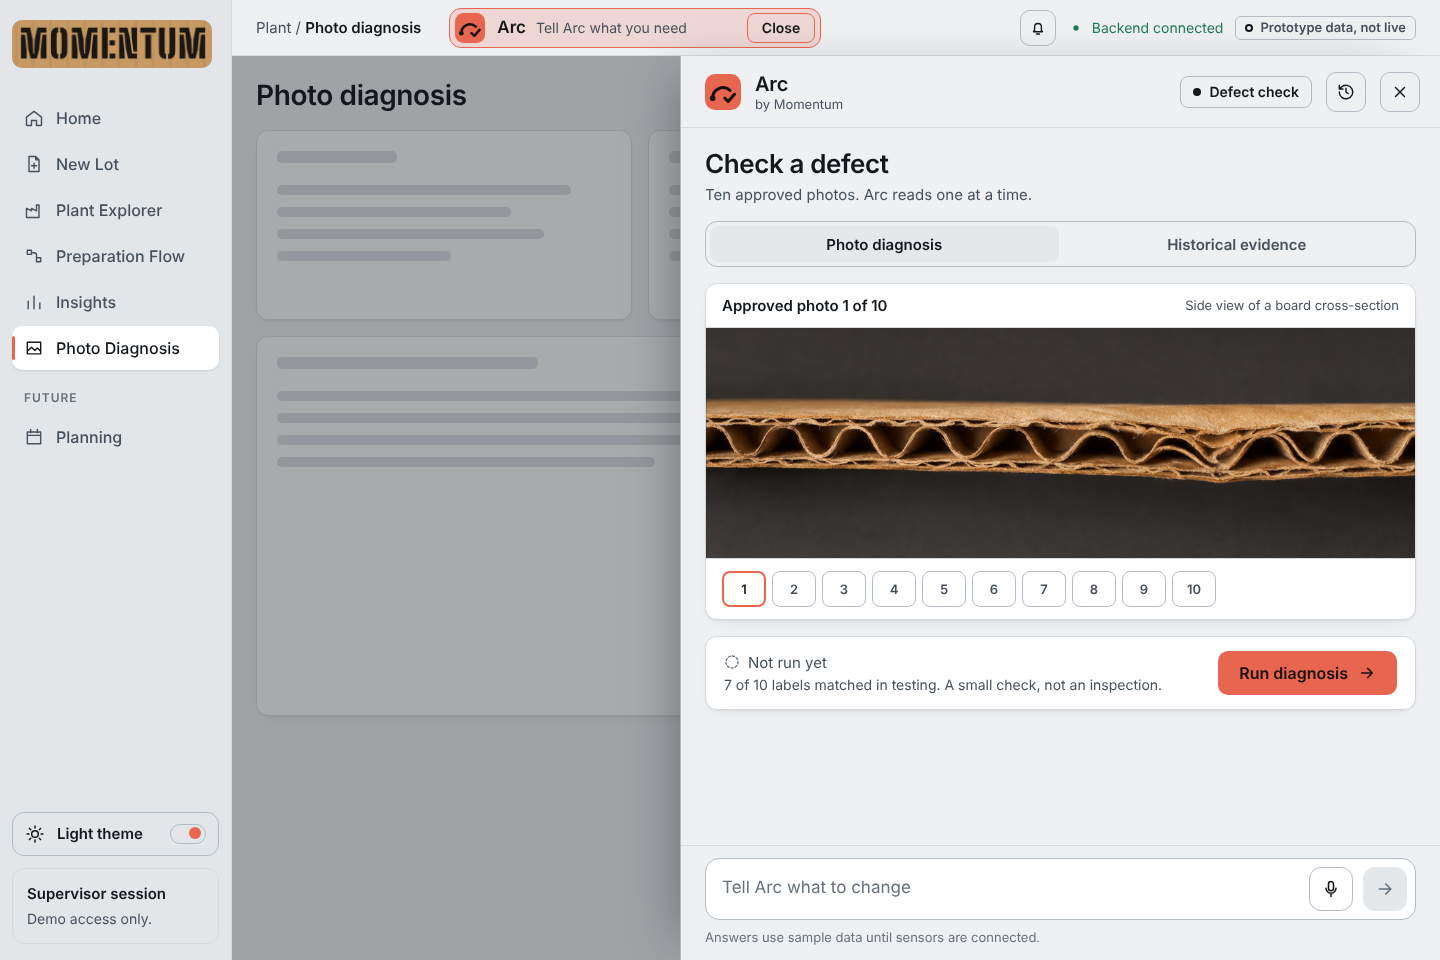 MOMENTUM
Home
New Lot
Plant Explorer
Preparation Flow
Insights
Photo Diagnosis
FUTURE
Planning
Light theme
Supervisor session
Demo access only.
Plant / Photo diagnosis
Arc Tell Arc what you need Close
Backend connected
Prototype data, not live
Photo diagnosis
Arc
by Momentum
Defect check
Check a defect
Ten approved photos. Arc reads one at a time.
Photo diagnosis Historical evidence
Approved photo 1 of 10 Side view of a board cross-section
1 2 3 4 5 6 7 8 9 10
Not run yet
7 of 10 labels matched in testing. A small check, not an inspection.
Run diagnosis
Tell Arc what to change
Answers use sample data until sensors are connected.